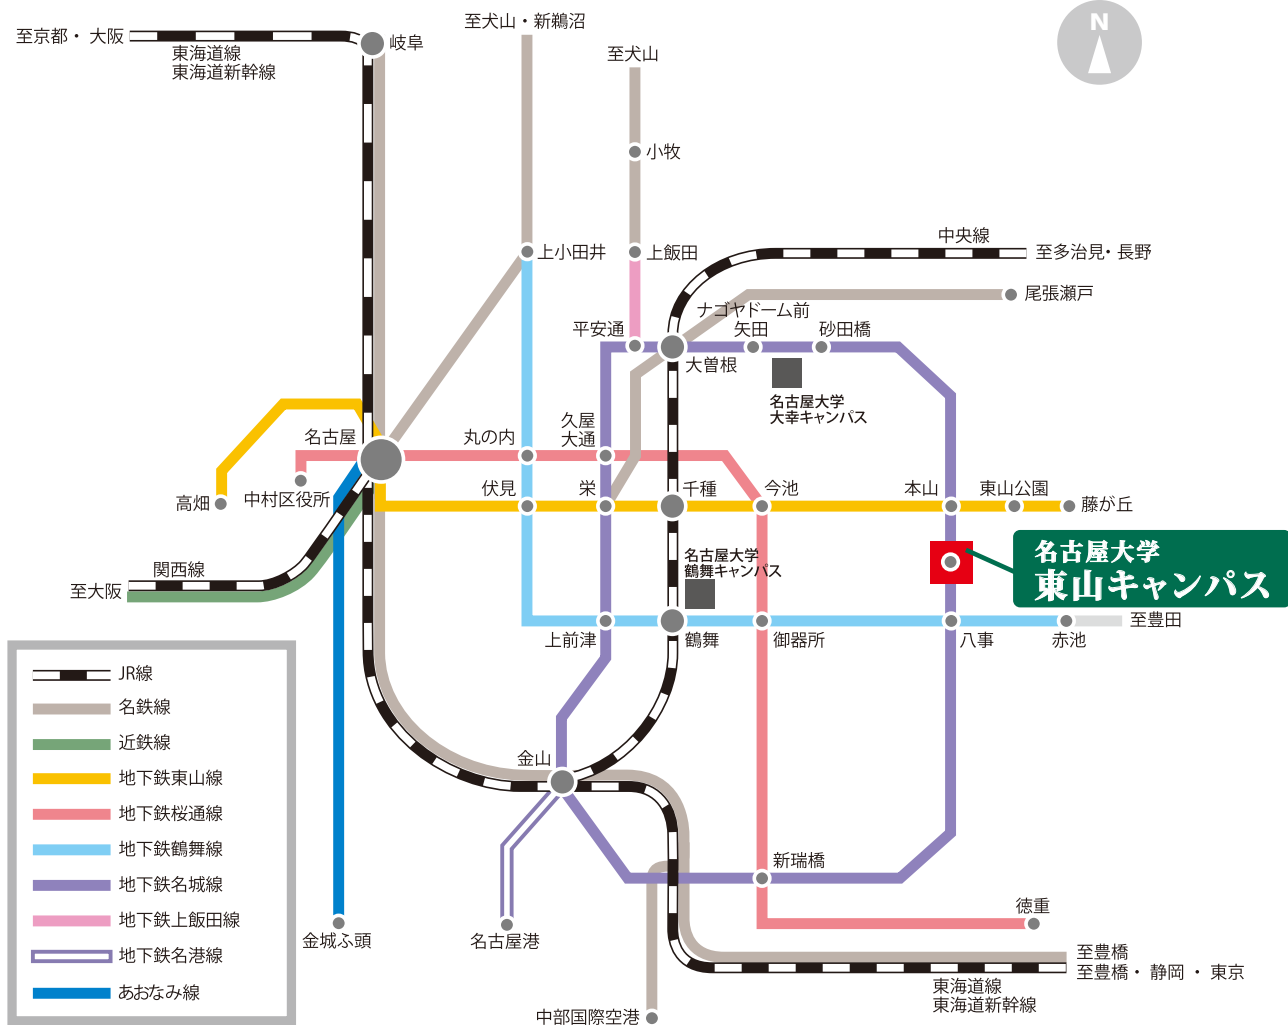 至犬山・新鵜沼
N
至京都・大阪
岐阜
東海道線
東海道新幹線
至犬山
小牧
上小田井
上飯田
中央線
至多治見・長野
尾張瀬戸
ナゴヤドーム前
矢田
砂田橋
平安通
大曽根
名古屋大学
大幸キャンパス
久屋
大通
名古屋
丸の内
高畑
中村区役所
伏見
栄
千種
今池
本山
東山公園
藤が丘
名古屋大学
東山キャンパス
名古屋大学
鶴舞キャンパス
関西線
至大阪
上前津
鶴舞
御器所
八事
赤池
至豊田
JR線
名鉄線
近鉄線
地下鉄東山線
地下鉄桜通線
地下鉄鶴舞線
地下鉄名城線
地下鉄上飯田線
地下鉄名港線
あおなみ線
金山
新瑞橋
徳重
金城ふ頭
名古屋港
至豊橋
至豊橋・静岡・東京
東海道線
東海道新幹線
中部国際空港